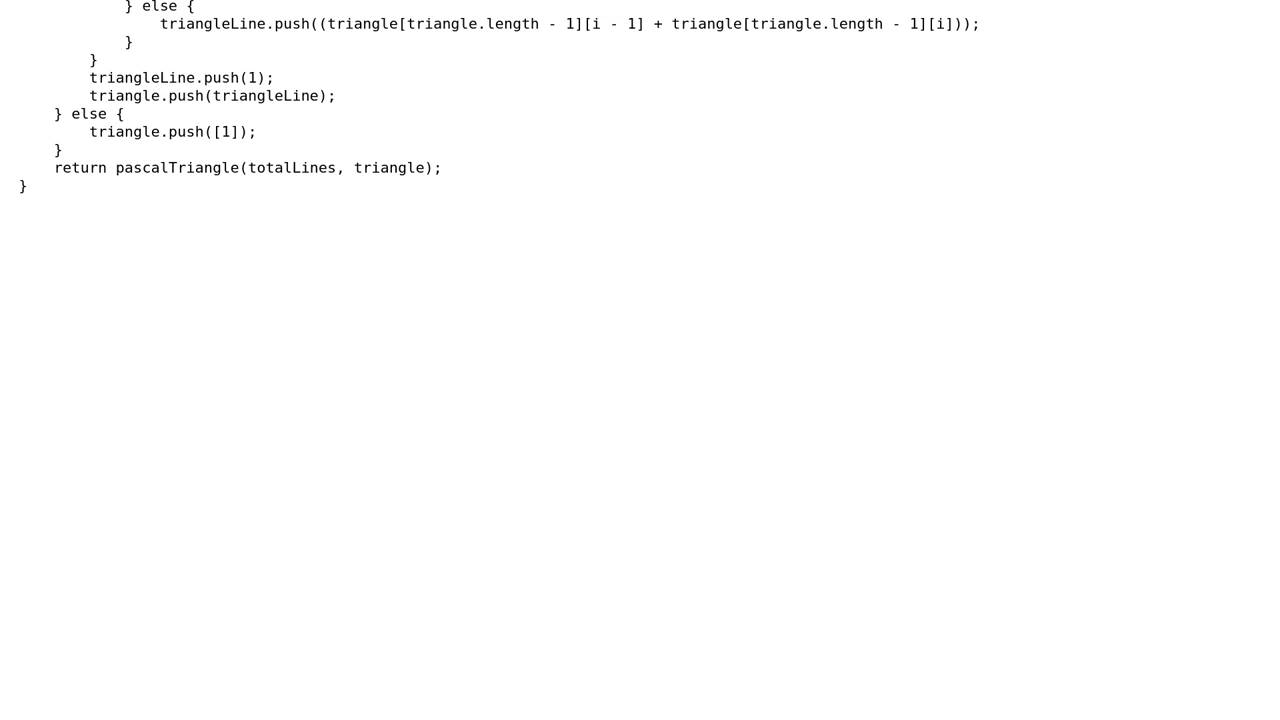 } else {
triangleLine.push((triangle[triangle.length - 1][i - 1] + triangle[triangle.length - 1][i]));
}
}
triangleLine.push(1);
triangle.push(triangleLine);
} else {
triangle.push([1]);
}
return pascalTriangle(totalLines, triangle);
}